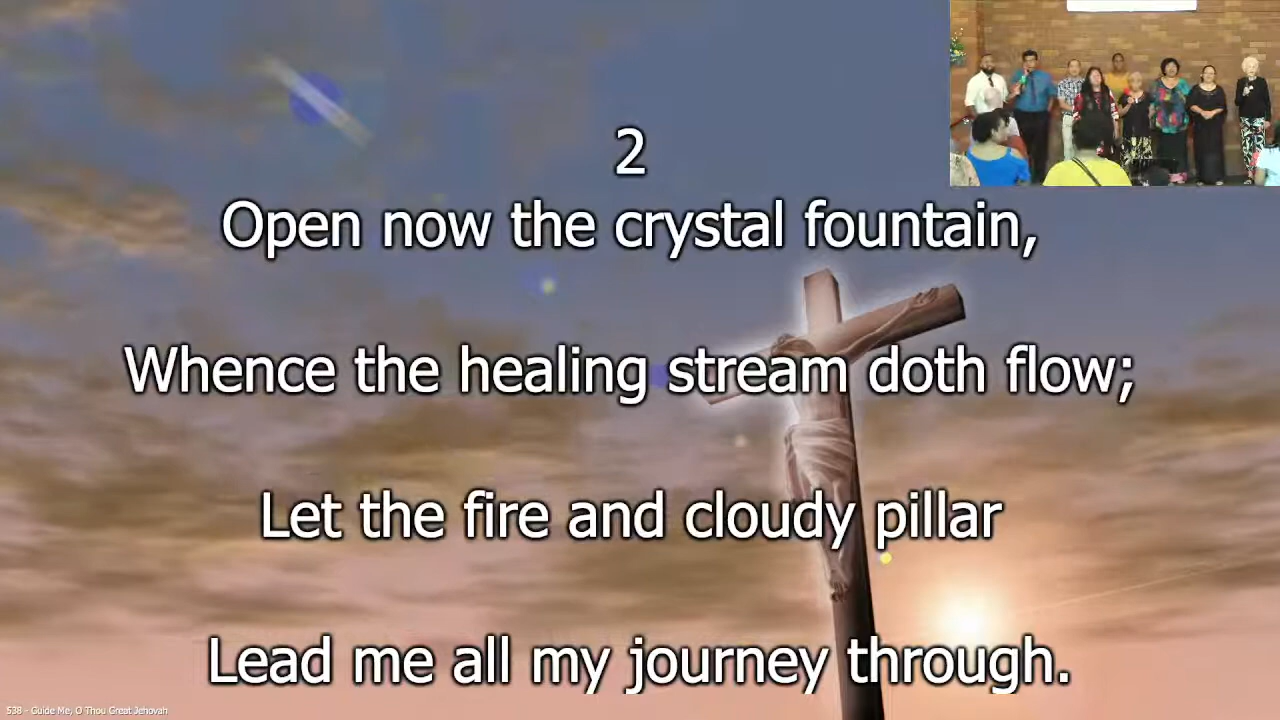 2
Open now the crystal fountain,
Whence the healing stream doth flow;
Let the fire and cloudy pillar
Lead me all my journey through.
538 - Guide Me, O Thou Great Jehovah